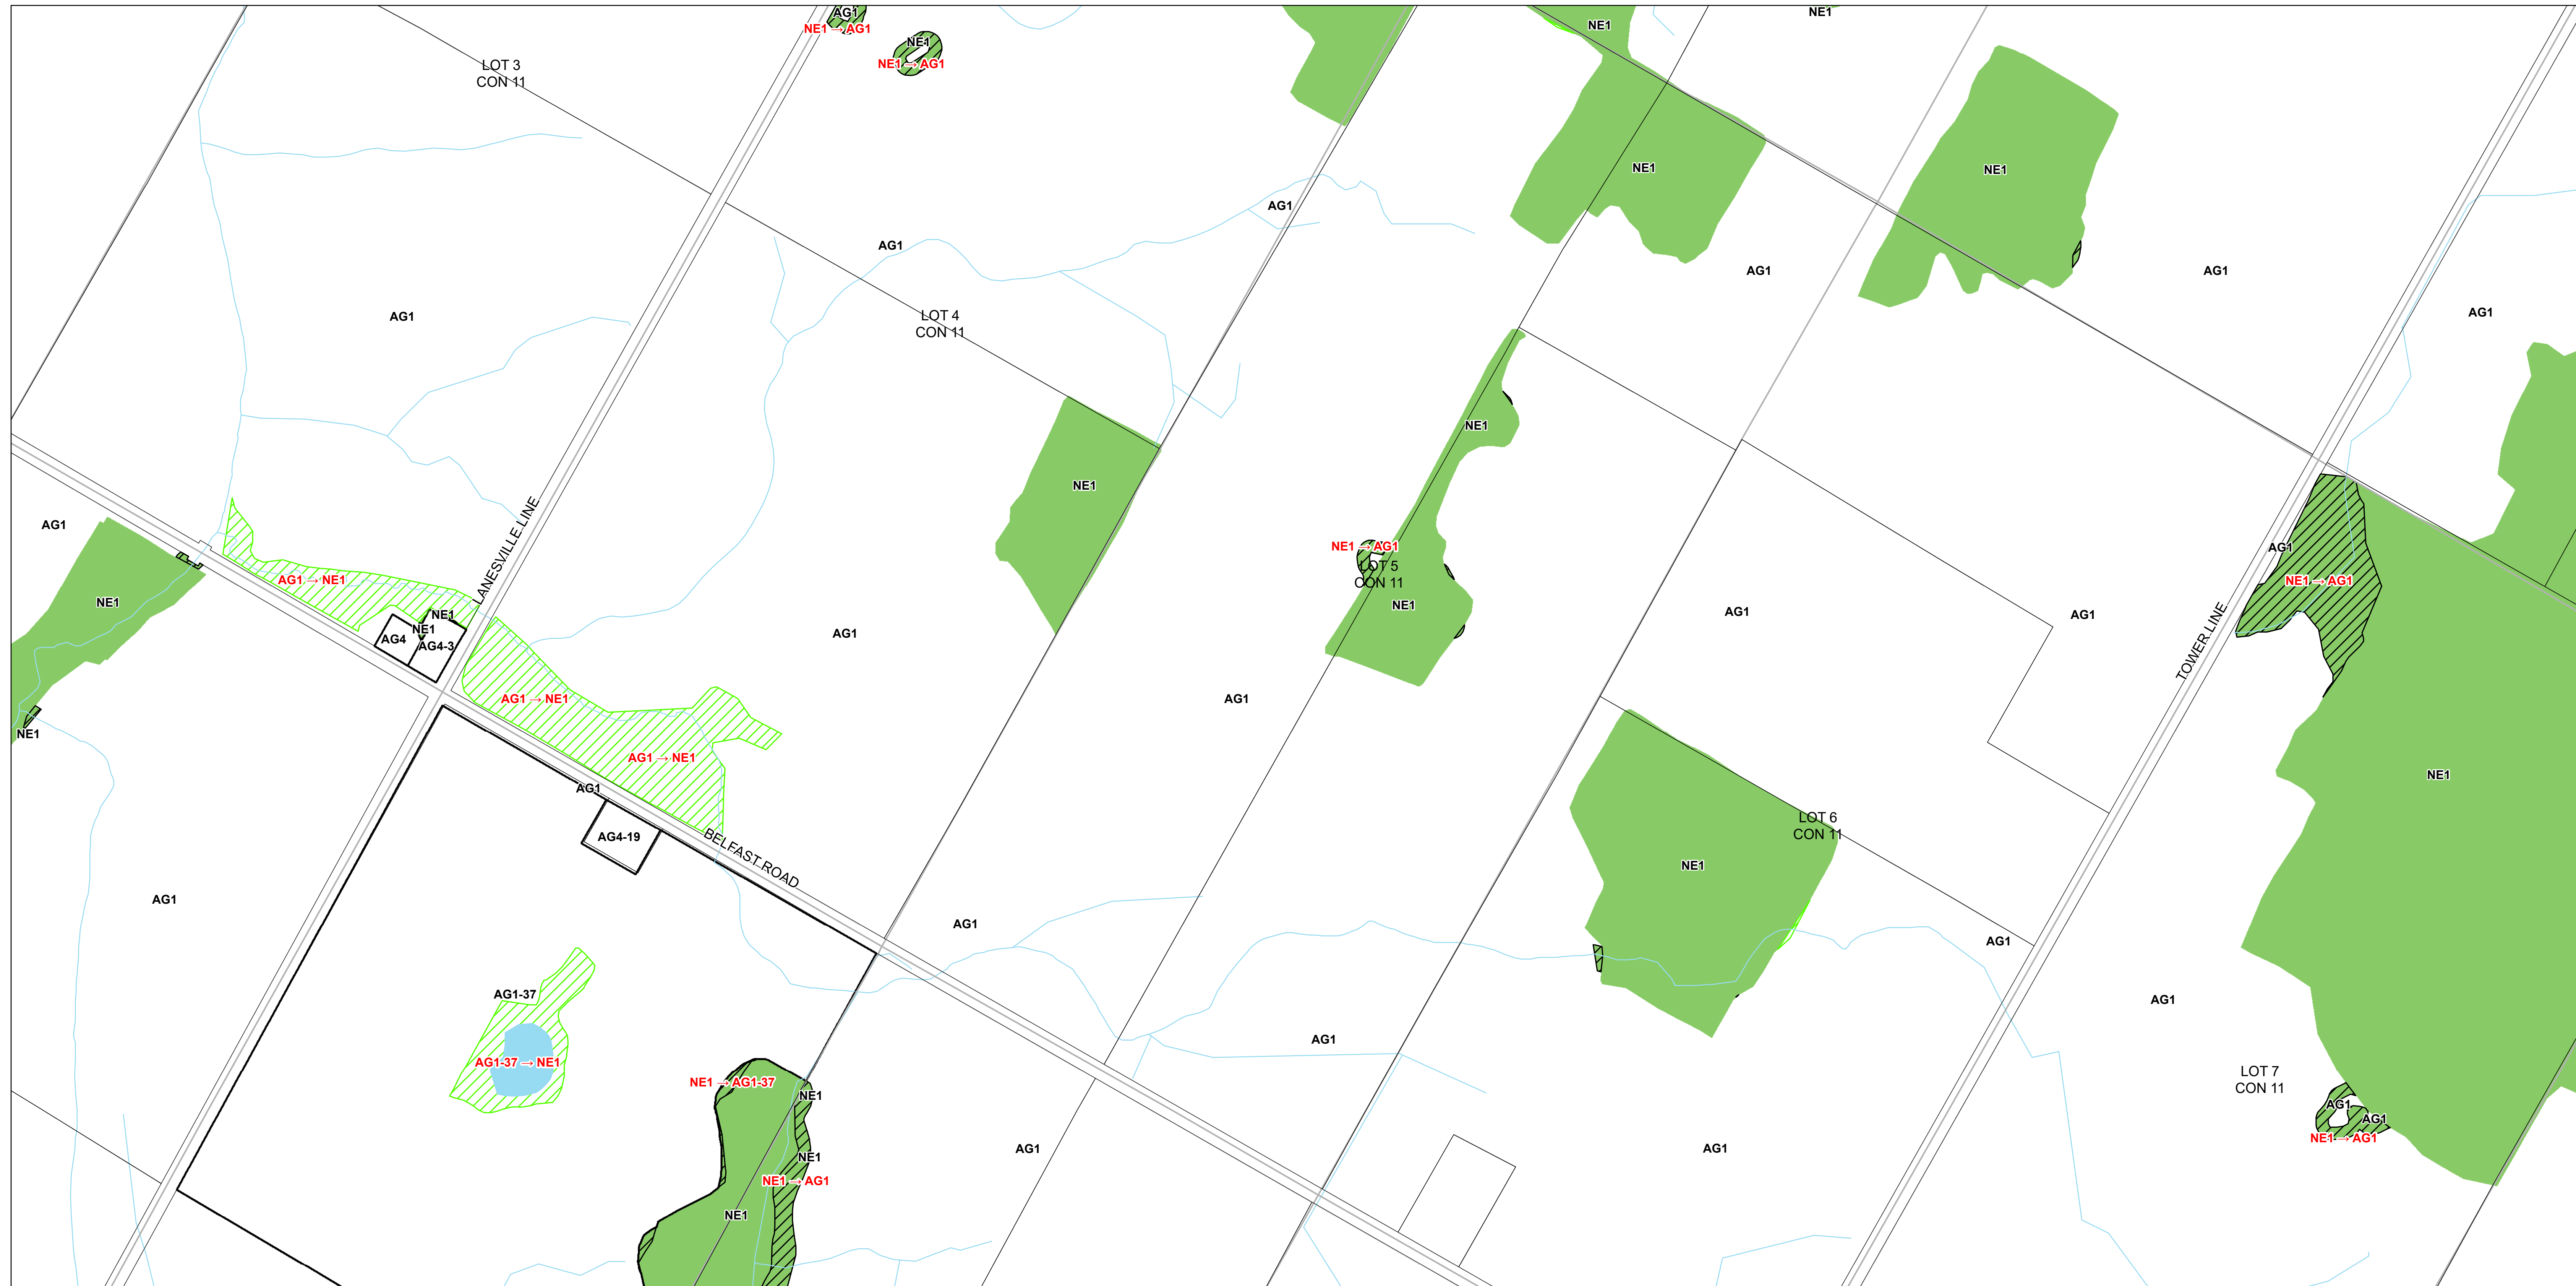 AG1
NE1 → AG1
NE1
NE1 → AG1
NE1
NE1
LOT 3
CON 11
NE1
NE1
AG1
AG1
AG1
AG1
AG1
AG1
LOT 4
CON 11
NE1
NE1
LANESVILLE LINE
AG1
NE1 → AG1
LOT 5
CON 11
NE1
AG1
NE1 → AG1
AG1 → NE1
NE1
NE1
NE1
AG4
AG4-3
AG1
AG1
AG1
TOWER LINE
AG1 → NE1
AG1
NE1
AG1 → NE1
NE1
AG1
AG4-19
BELFAST ROAD
LOT 6
CON 11
NE1
AG1
AG1
AG1
AG1-37
AG1
AG1
AG1-37 → NE1
LOT 7
CON 11
NE1 → AG1-37
NE1
AG1
AG1
NE1 → AG1
AG1
AG1
NE1
NE1 → AG1
NE1